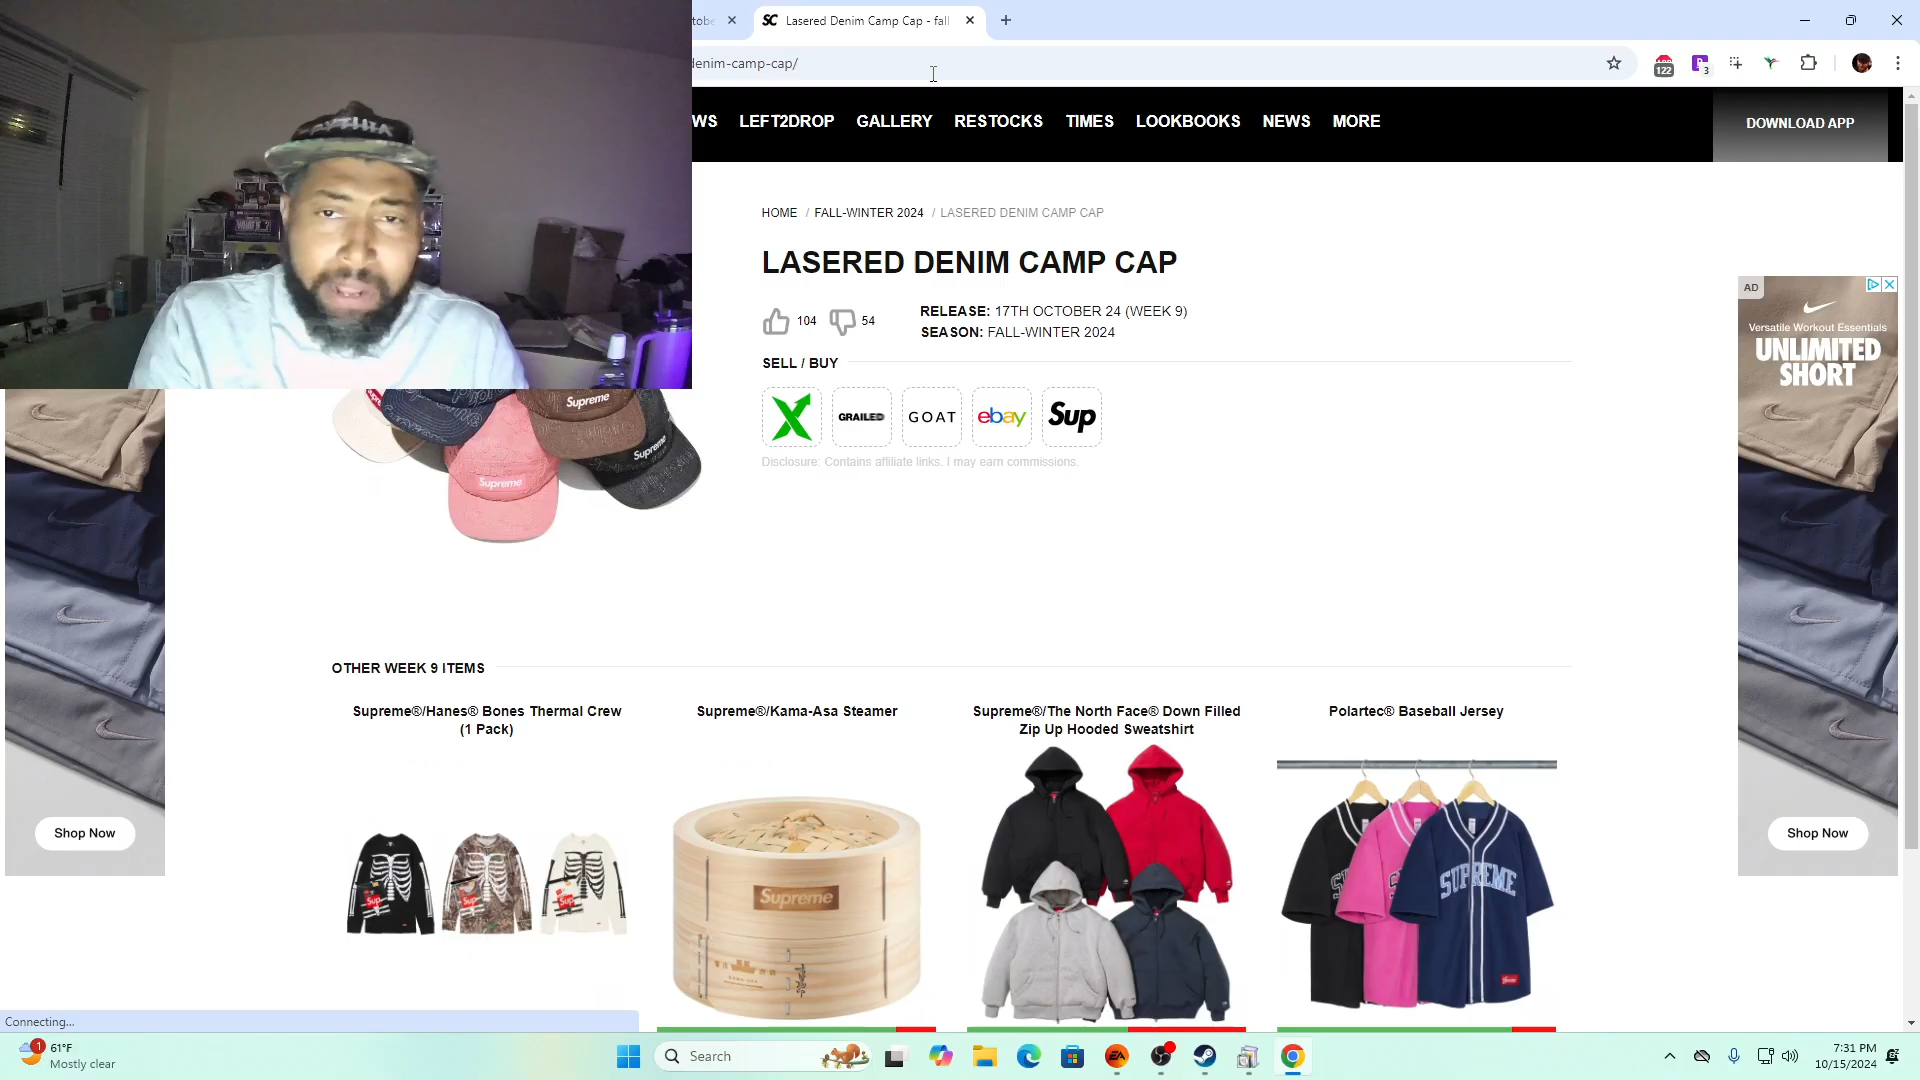 Lasered Denim Camp Cap - fall
denim-camp-cap/
122
3
WS LEFT2DROP GALLERY RESTOCKS TIMES LOOKBOOKS NEWS MORE
DOWNLOAD APP
HOME / FALL-WINTER 2024 / LASERED DENIM CAMP CAP
LASERED DENIM CAMP CAP
104 54
RELEASE: 17TH OCTOBER 24 (WEEK 9)
SEASON: FALL-WINTER 2024
SELL / BUY
GRAILED GOAT ebay Sup
Disclosure: Contains affiliate links. I may earn commissions.
Supreme
Supreme
Supreme
AD
Versatile Workout Essentials
UNLIMITED
SHORT
Shop Now
Shop Now
OTHER WEEK 9 ITEMS
Supreme®/Hanes® Bones Thermal Crew
(1 Pack)
Supreme®/Kama-Asa Steamer
Supreme®/The North Face® Down Filled
Zip Up Hooded Sweatshirt
Polartec® Baseball Jersey
Supreme
SUPREME
Connecting...
1
61°F
Mostly clear
Search
EA
7:31 PM
10/15/2024